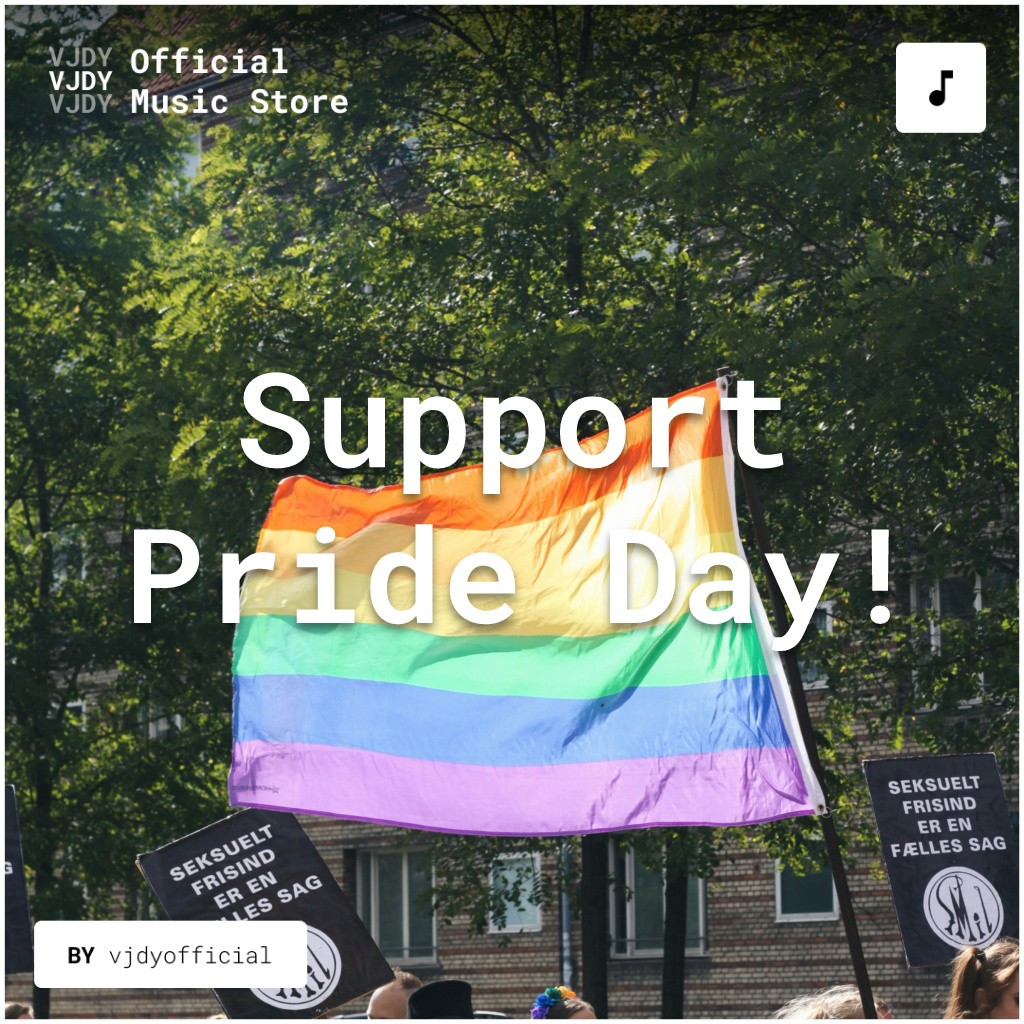 VJDY
VJDY
VJDY
Official
Music Store
Support
Pride Day!
SEKSUELT
FRISIND
ER EN
FÆLLES SAG
SMil
SEKSUELT
FRISIND
ER EN
LLES SAG
G
BY vjdyofficial